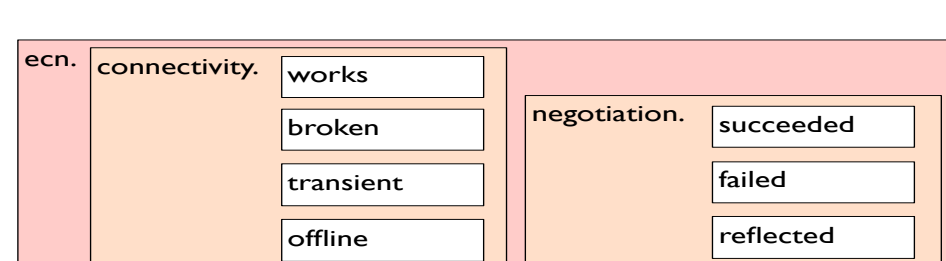 ecn.
connectivity.
works
broken
transient
offline
negotiation.
succeeded
failed
reflected